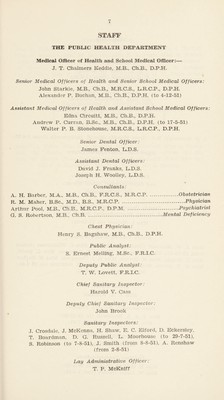 7
STAFF
THE PUBLIC HEALTH DEPARTMENT
Medical Officer of Health and School Medical Officer:—
J. T. Chalmers Keddie, M.B., Ch.B., D.P.H.
Senior Medical Officers of Health and Senior School Medical Officers:
John Starkie, M.B., Ch.B., M.R.C.S., L.R.C.P., D.P.H.
Alexander P. Buchan, M.B., Ch.B., D.P.H. (to 4-12-51)
Assistant Medical Officers of Health and Assistant School Medical Officers:
Edna Chreatt, M.B., Ch.B., D.P.H.
Andrew P. Curran, B.Sc., M.B., Ch.B., D.P.H. (to 17-5-51)
Walter P. B. Stonehouse, M.R.C.S., L.R.C.P., D.P.H.
Senior Dental Officer:
James Fenton, L.D.S.
Assistant Dental Officers:
David J. Franks, L.D.S.
Joseph H. Woolley, L.D.S.
Consultants:
A. H. Barber, M.A., M.B., Ch.B., F.R.C.S., M.R.C.P. Obstetrician
R. M. Maher, B.Sc., M.D., B.S., M.R.C.P. Physician
Arthur Pool, M.D., Ch.B., M.R.C.P., D.P.M. Psychiatrist
G. S. Robertson, M.B., Ch.B. Mental Deficiency
Chest Physician:
Henry S. Bagshaw, M.B., Ch.B., D.P.H.
Public Analyst:
S. Ernest Melling, M.Sc., F.R.I.C.
Deputy Public Analyst:
T. W. Lovett, F.R.I.C.
Chief Sanitary Inspector:
Harold V. Cass
Deputy Chief Sanitary Inspector:
John Brock
Sanitary Inspectors:
J. Crosdale, J. McKenna, H. Shaw, E. C. Elford, D. Eckersley,
T. Boardman, D. G. Russell, L. Moorhouse (to 29-7-51),
S. Robinson (to 7-8-51), J. Smith (from 8-8-51), A. Renshaw
(from 3-8-51)
Lay Administrative Officer:
T. P. McKniff